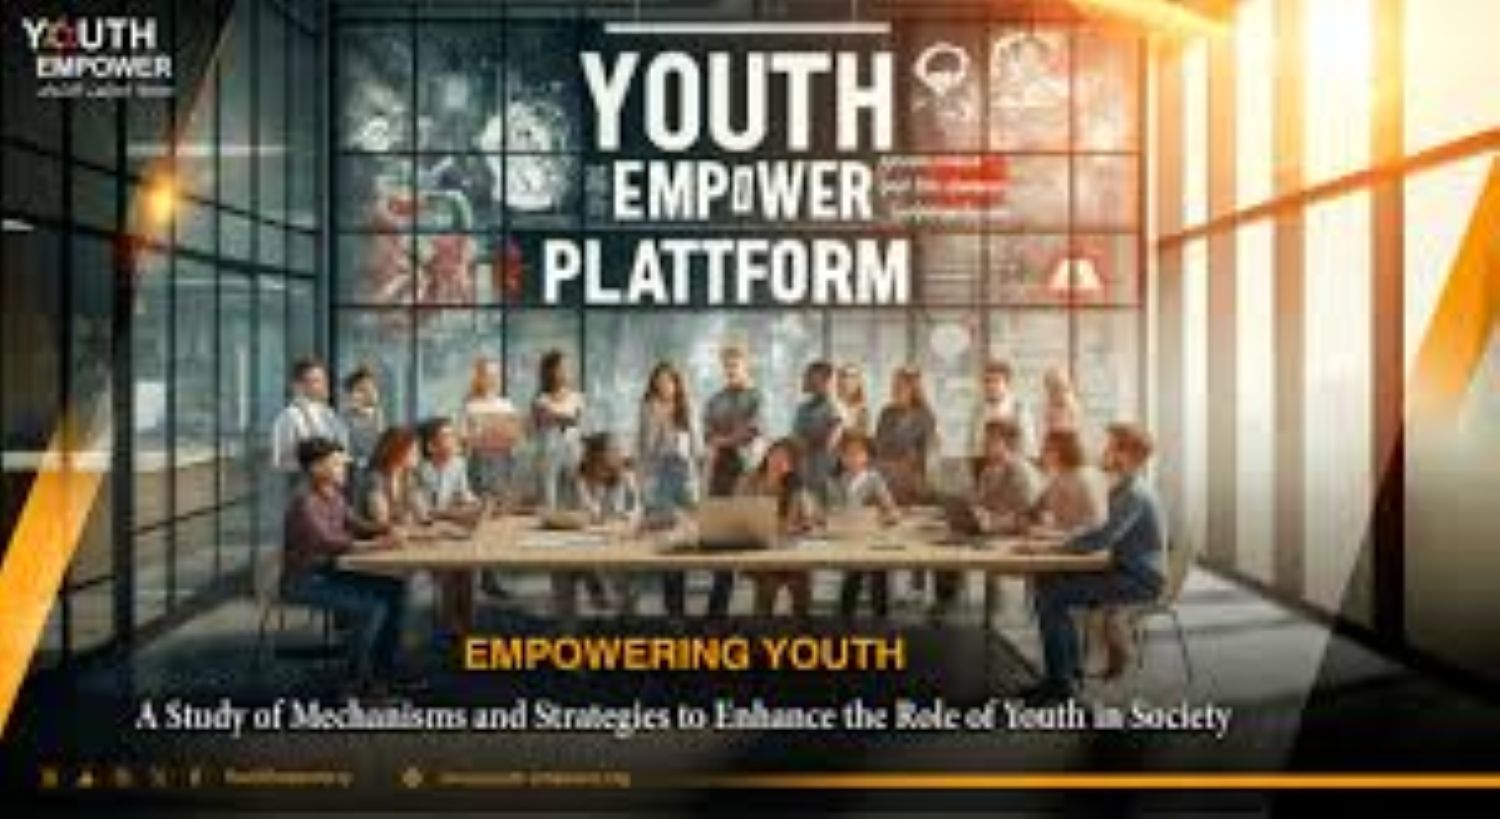 YOUTH
EMPOWER
YOUTH
EMPOWER
PLATTFORM
EMPOWERING YOUTH
A Study of Mechanisms and Strategies to Enhance the Role of Youth in Society